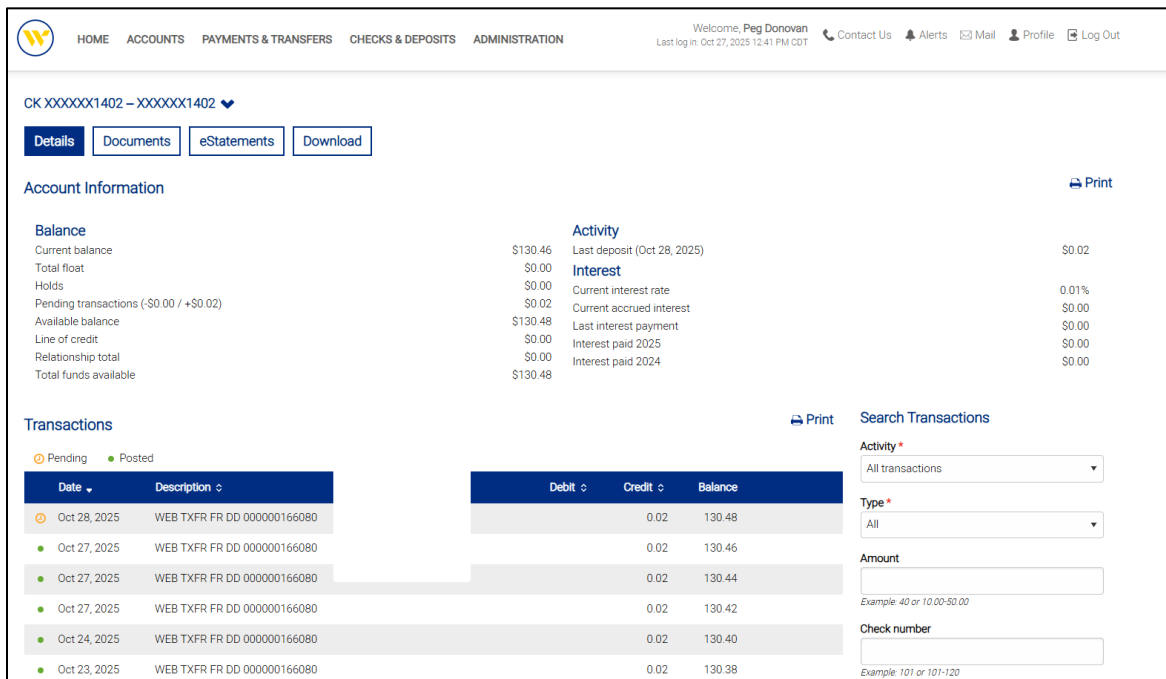 W
HOME ACCOUNTS PAYMENTS & TRANSFERS CHECKS & DEPOSITS ADMINISTRATION
Welcome, Peg Donovan
Last log in: Oct 27, 2025 12:41 PM CDT
Contact Us Alerts Mail Profile Log Out
CK XXXXXX1402 – XXXXXX1402
Details Documents eStatements Download
Account Information
Print
Balance
Current balance $130.46
Total float $0.00
Holds $0.00
Pending transactions (-$0.00 / +$0.02) $0.02
Available balance $130.48
Line of credit $0.00
Relationship total $0.00
Total funds available $130.48
Activity
Last deposit (Oct 28, 2025) $0.02
Interest
Current interest rate 0.01%
Current accrued interest $0.00
Last interest payment $0.00
Interest paid 2025 $0.00
Interest paid 2024 $0.00
Transactions
Print
Pending Posted
Date Description Debit Credit Balance
Oct 28, 2025 WEB TXFR FR DD 000000166080 0.02 130.48
Oct 27, 2025 WEB TXFR FR DD 000000166080 0.02 130.46
Oct 27, 2025 WEB TXFR FR DD 000000166080 0.02 130.44
Oct 27, 2025 WEB TXFR FR DD 000000166080 0.02 130.42
Oct 24, 2025 WEB TXFR FR DD 000000166080 0.02 130.40
Oct 23, 2025 WEB TXFR FR DD 000000166080 0.02 130.38
Search Transactions
Activity *
All transactions
Type *
All
Amount
Example: 40 or 10.00-50.00
Check number
Example: 101 or 101-120